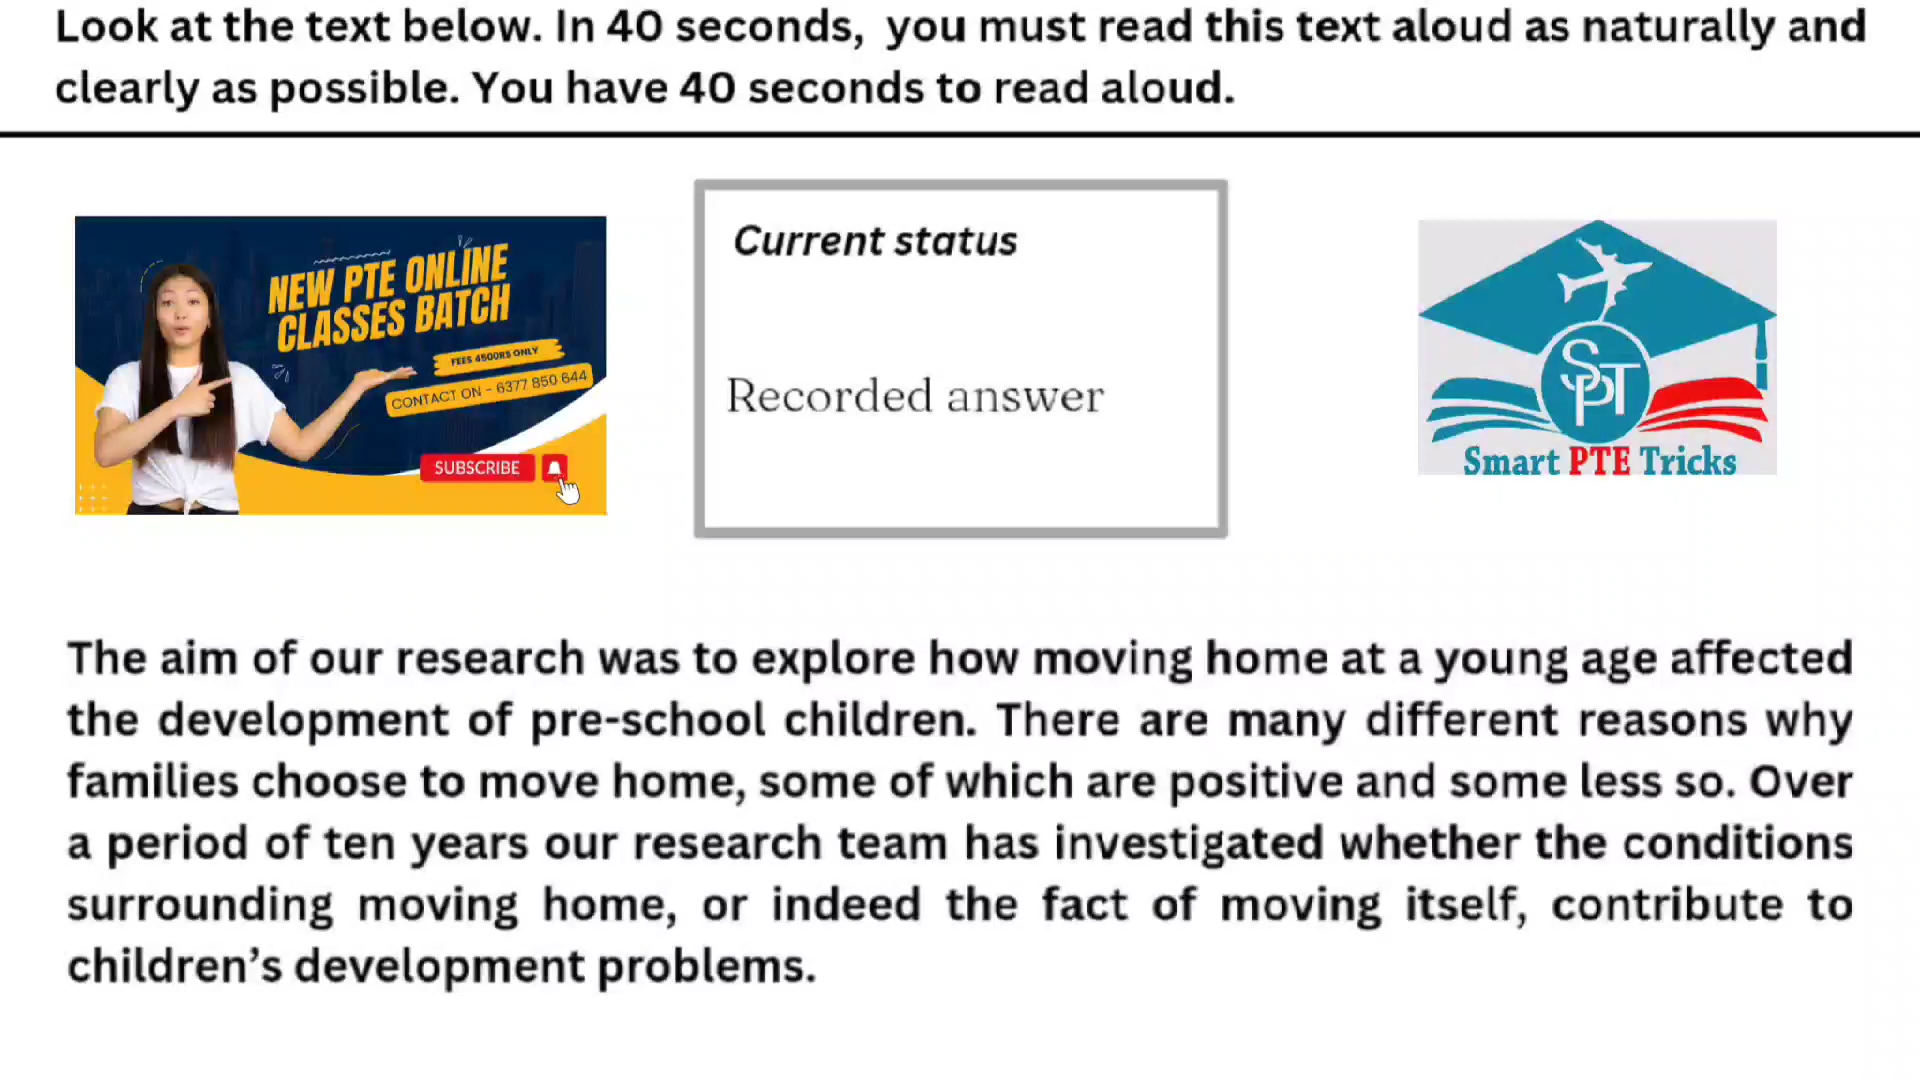 Look at the text below. In 40 seconds, you must read this text aloud as naturally and
clearly as possible. You have 40 seconds to read aloud.
NEW PTE ONLINE
CLASSES BATCH
FEES 4500RS ONLY
CONTACT ON - 6377 850 644
SUBSCRIBE
Current status
Recorded answer
SPT
Smart PTE Tricks
The aim of our research was to explore how moving home at a young age affected
the development of pre-school children. There are many different reasons why
families choose to move home, some of which are positive and some less so. Over
a period of ten years our research team has investigated whether the conditions
surrounding moving home, or indeed the fact of moving itself, contribute to
children’s development problems.